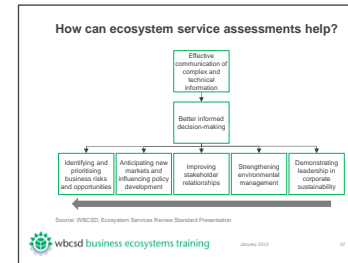 How can ecosystem service assessments help?
Effective
communication of
complex and
technical
information
Better informed
decision-making
Identifying and
prioritising
business risks
and opportunities
Anticipating new
markets and
influencing policy
development
Improving
stakeholder
relationships
Strengthening
environmental
management
Demonstrating
leadership in
corporate
sustainability
Source: WBCSD, Ecosystem Services Review Standard Presentation
wbcsd business ecosystems training
January 2012
47